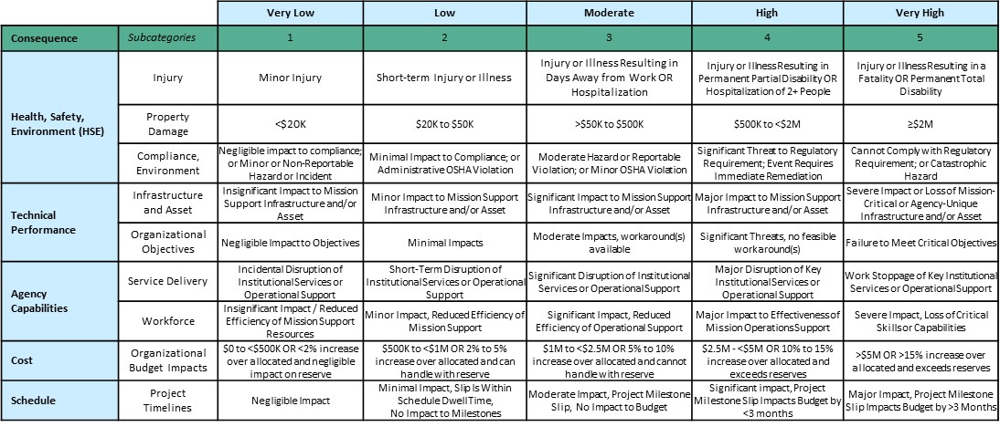 Very Low Low Moderate High Very High
Consequence Subcategories 1 2 3 4 5
Health, Safety,
Environment (HSE)
Injury
Minor Injury
Short-term Injury or Illness
Injury or Illness Resulting in
Days Away from Work OR
Hospitalization
Injury or Illness Resulting in
Permanent Partial Disability OR
Hospitalization of 2+ People
Injury or Illness Resulting in a
Fatality OR Permanent Total
Disability
Property
Damage
<$20K
$20K to $50K
>$50K to $500K
$500K to <$2M
≥$2M
Compliance,
Environment
Negligible impact to compliance;
or Minor or Non-Reportable
Hazard or Incident
Minimal Impact to Compliance; or
Administrative OSHA Violation
Moderate Hazard or Reportable
Violation; or Minor OSHA Violation
Significant Threat to Regulatory
Requirement; Event Requires
Immediate Remediation
Cannot Comply with Regulatory
Requirement; or Catastrophic
Hazard
Technical
Performance
Infrastructure
and Asset
Insignificant Impact to Mission
Support Infrastructure and/or
Asset
Minor Impact to Mission Support
Infrastructure and/or Asset
Significant Impact to Mission Support
Infrastructure and/or Asset
Major Impact to Mission Support
Infrastructure and/or Asset
Severe Impact or Loss of Mission-
Critical or Agency-Unique
Infrastructure and/or Asset
Organizational
Objectives
Negligible Impact to Objectives
Minimal Impacts
Moderate Impacts, workaround(s)
available
Significant Threats, no feasible
workaround(s)
Failure to Meet Critical Objectives
Agency
Capabilities
Service Delivery
Incidental Disruption of
Institutional Services or
Operational Support
Short-Term Disruption of
Institutional Services or Operational
Support
Significant Disruption of Institutional
Services or Operational Support
Major Disruption of Key
Institutional Services or
Operational Support
Work Stoppage of Key Institutional
Services or Operational Support
Workforce
Insignificant Impact / Reduced
Efficiency of Mission Support
Resources
Minor Impact, Reduced Efficiency of
Mission Support
Significant Impact, Reduced
Efficiency of Operational Support
Major Impact to Effectiveness of
Mission Operations Support
Severe Impact, Loss of Critical
Skills or Capabilities
Cost
Organizational
Budget Impacts
$0 to <$500K OR <2% increase
over allocated and negligible
impact on reserve
$500K to <$1M OR 2% to 5%
increase over allocated and can
handle with reserve
$1M to <$2.5M OR 5% to 10%
increase over allocated and cannot
handle with reserve
$2.5M - <$5M OR 10% to 15%
increase over allocated and
exceeds reserves
>$5M OR >15% increase over
allocated and exceeds reserves
Schedule
Project
Timelines
Negligible Impact
Minimal Impact, Slip Is Within
Schedule Dwell Time,
No Impact to Milestones
Moderate Impact, Project Milestone
Slip, No Impact to Budget
Significant impact, Project
Milestone Slip Impacts Budget by
<3 months
Major Impact, Project Milestone
Slip Impacts Budget by >3 Months